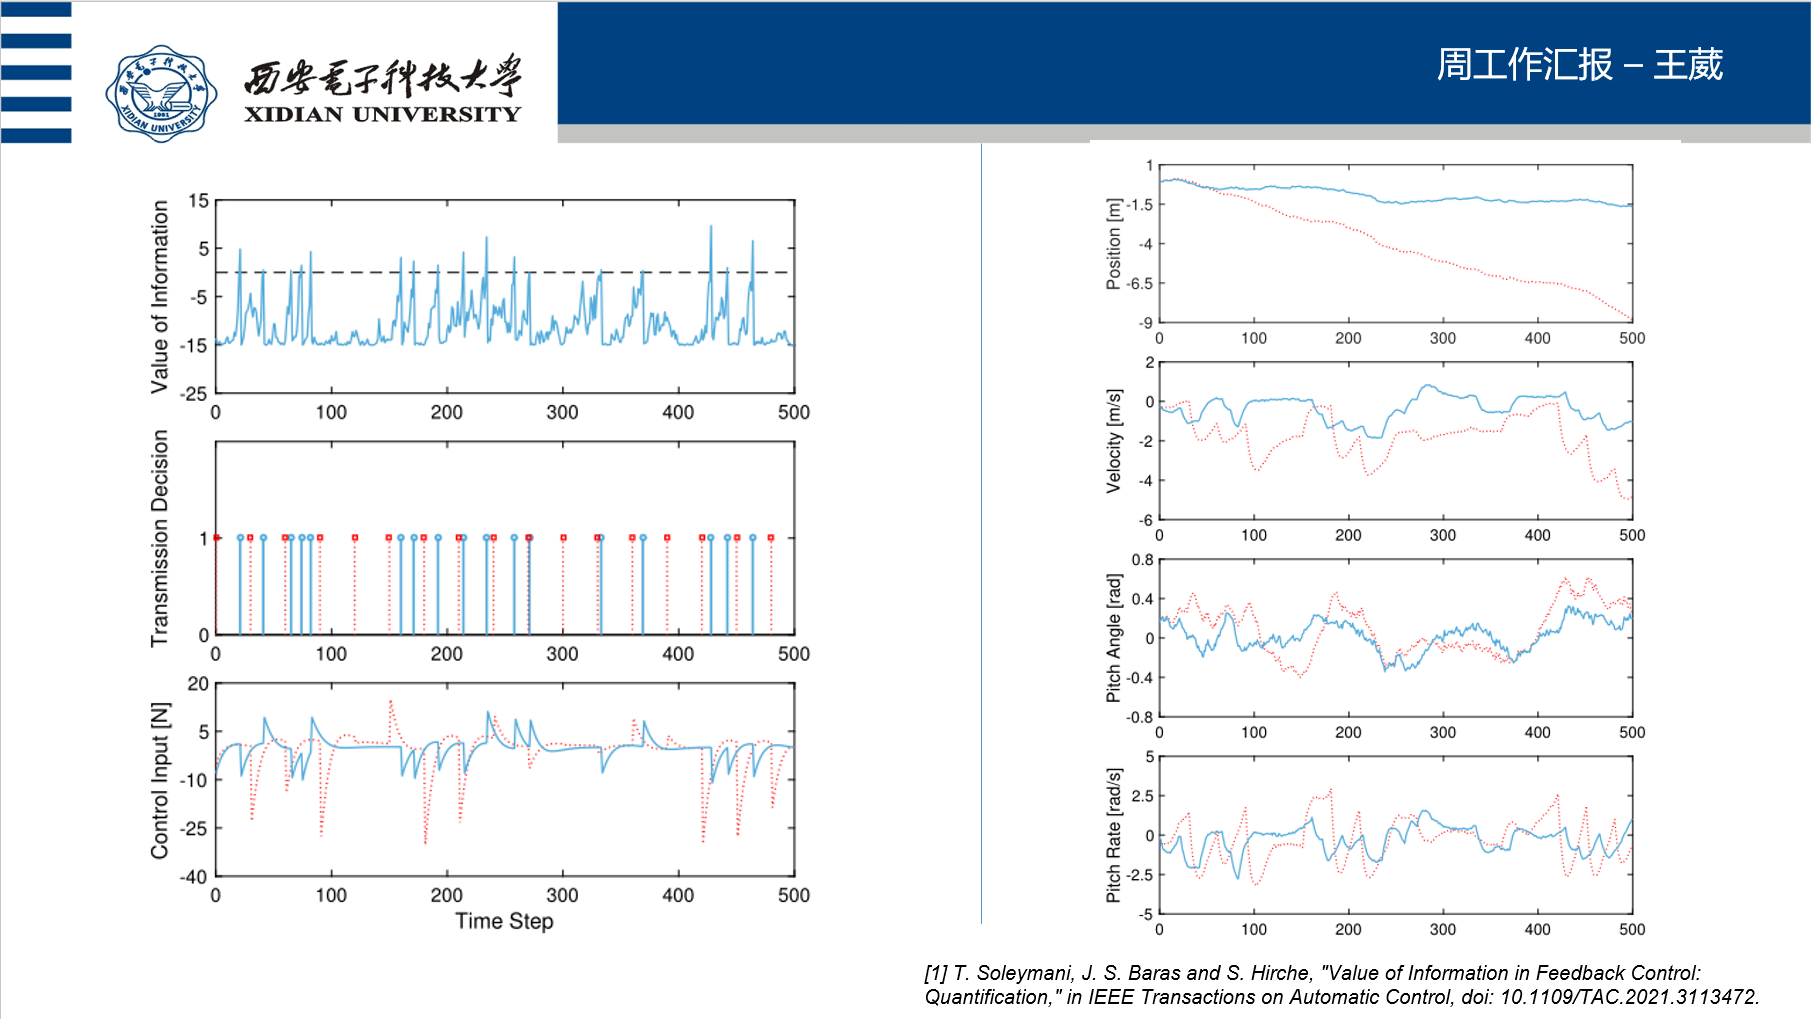 西安电子科技大学
XIDIAN UNIVERSITY
XIDIAN UNIVERSITY
1931
周工作汇报 – 王葳
Value of Information
15
5
-5
-15
-25
0 100 200 300 400 500
Transmission Decision
1
0
0 100 200 300 400 500
Control Input [N]
20
5
-10
-25
-40
0 100 200 300 400 500
Time Step
Position [m]
1
-1.5
-4
-6.5
-9
0 100 200 300 400 500
Velocity [m/s]
2
0
-2
-4
-6
0 100 200 300 400 500
Pitch Angle [rad]
0.8
0.4
0
-0.4
-0.8
0 100 200 300 400 500
Pitch Rate [rad/s]
5
2.5
0
-2.5
-5
0 100 200 300 400 500
[1] T. Soleymani, J. S. Baras and S. Hirche, "Value of Information in Feedback Control:
Quantification," in IEEE Transactions on Automatic Control, doi: 10.1109/TAC.2021.3113472.